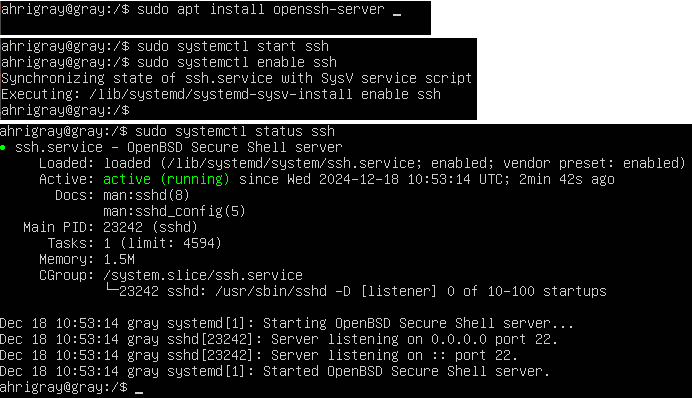 ahrigray@gray:/$ sudo apt install openssh-server _
ahrigray@gray:/$ sudo systemctl start ssh
ahrigray@gray:/$ sudo systemctl enable ssh
Synchronizing state of ssh.service with SysV service script
Executing: /lib/systemd/systemd-sysv-install enable ssh
ahrigray@gray:/$
ahrigray@gray:/$ sudo systemctl status ssh
● ssh.service - OpenBSD Secure Shell server
Loaded: loaded (/lib/systemd/system/ssh.service; enabled; vendor preset: enabled)
Active: active (running) since Wed 2024-12-18 10:53:14 UTC; 2min 42s ago
Docs: man:sshd(8)
man:sshd_config(5)
Main PID: 23242 (sshd)
Tasks: 1 (limit: 4594)
Memory: 1.5M
CGroup: /system.slice/ssh.service
└─23242 sshd: /usr/sbin/sshd -D [listener] 0 of 10-100 startups
Dec 18 10:53:14 gray systemd[1]: Starting OpenBSD Secure Shell server...
Dec 18 10:53:14 gray sshd[23242]: Server listening on 0.0.0.0 port 22.
Dec 18 10:53:14 gray sshd[23242]: Server listening on :: port 22.
Dec 18 10:53:14 gray systemd[1]: Started OpenBSD Secure Shell server.
ahrigray@gray:/$ _